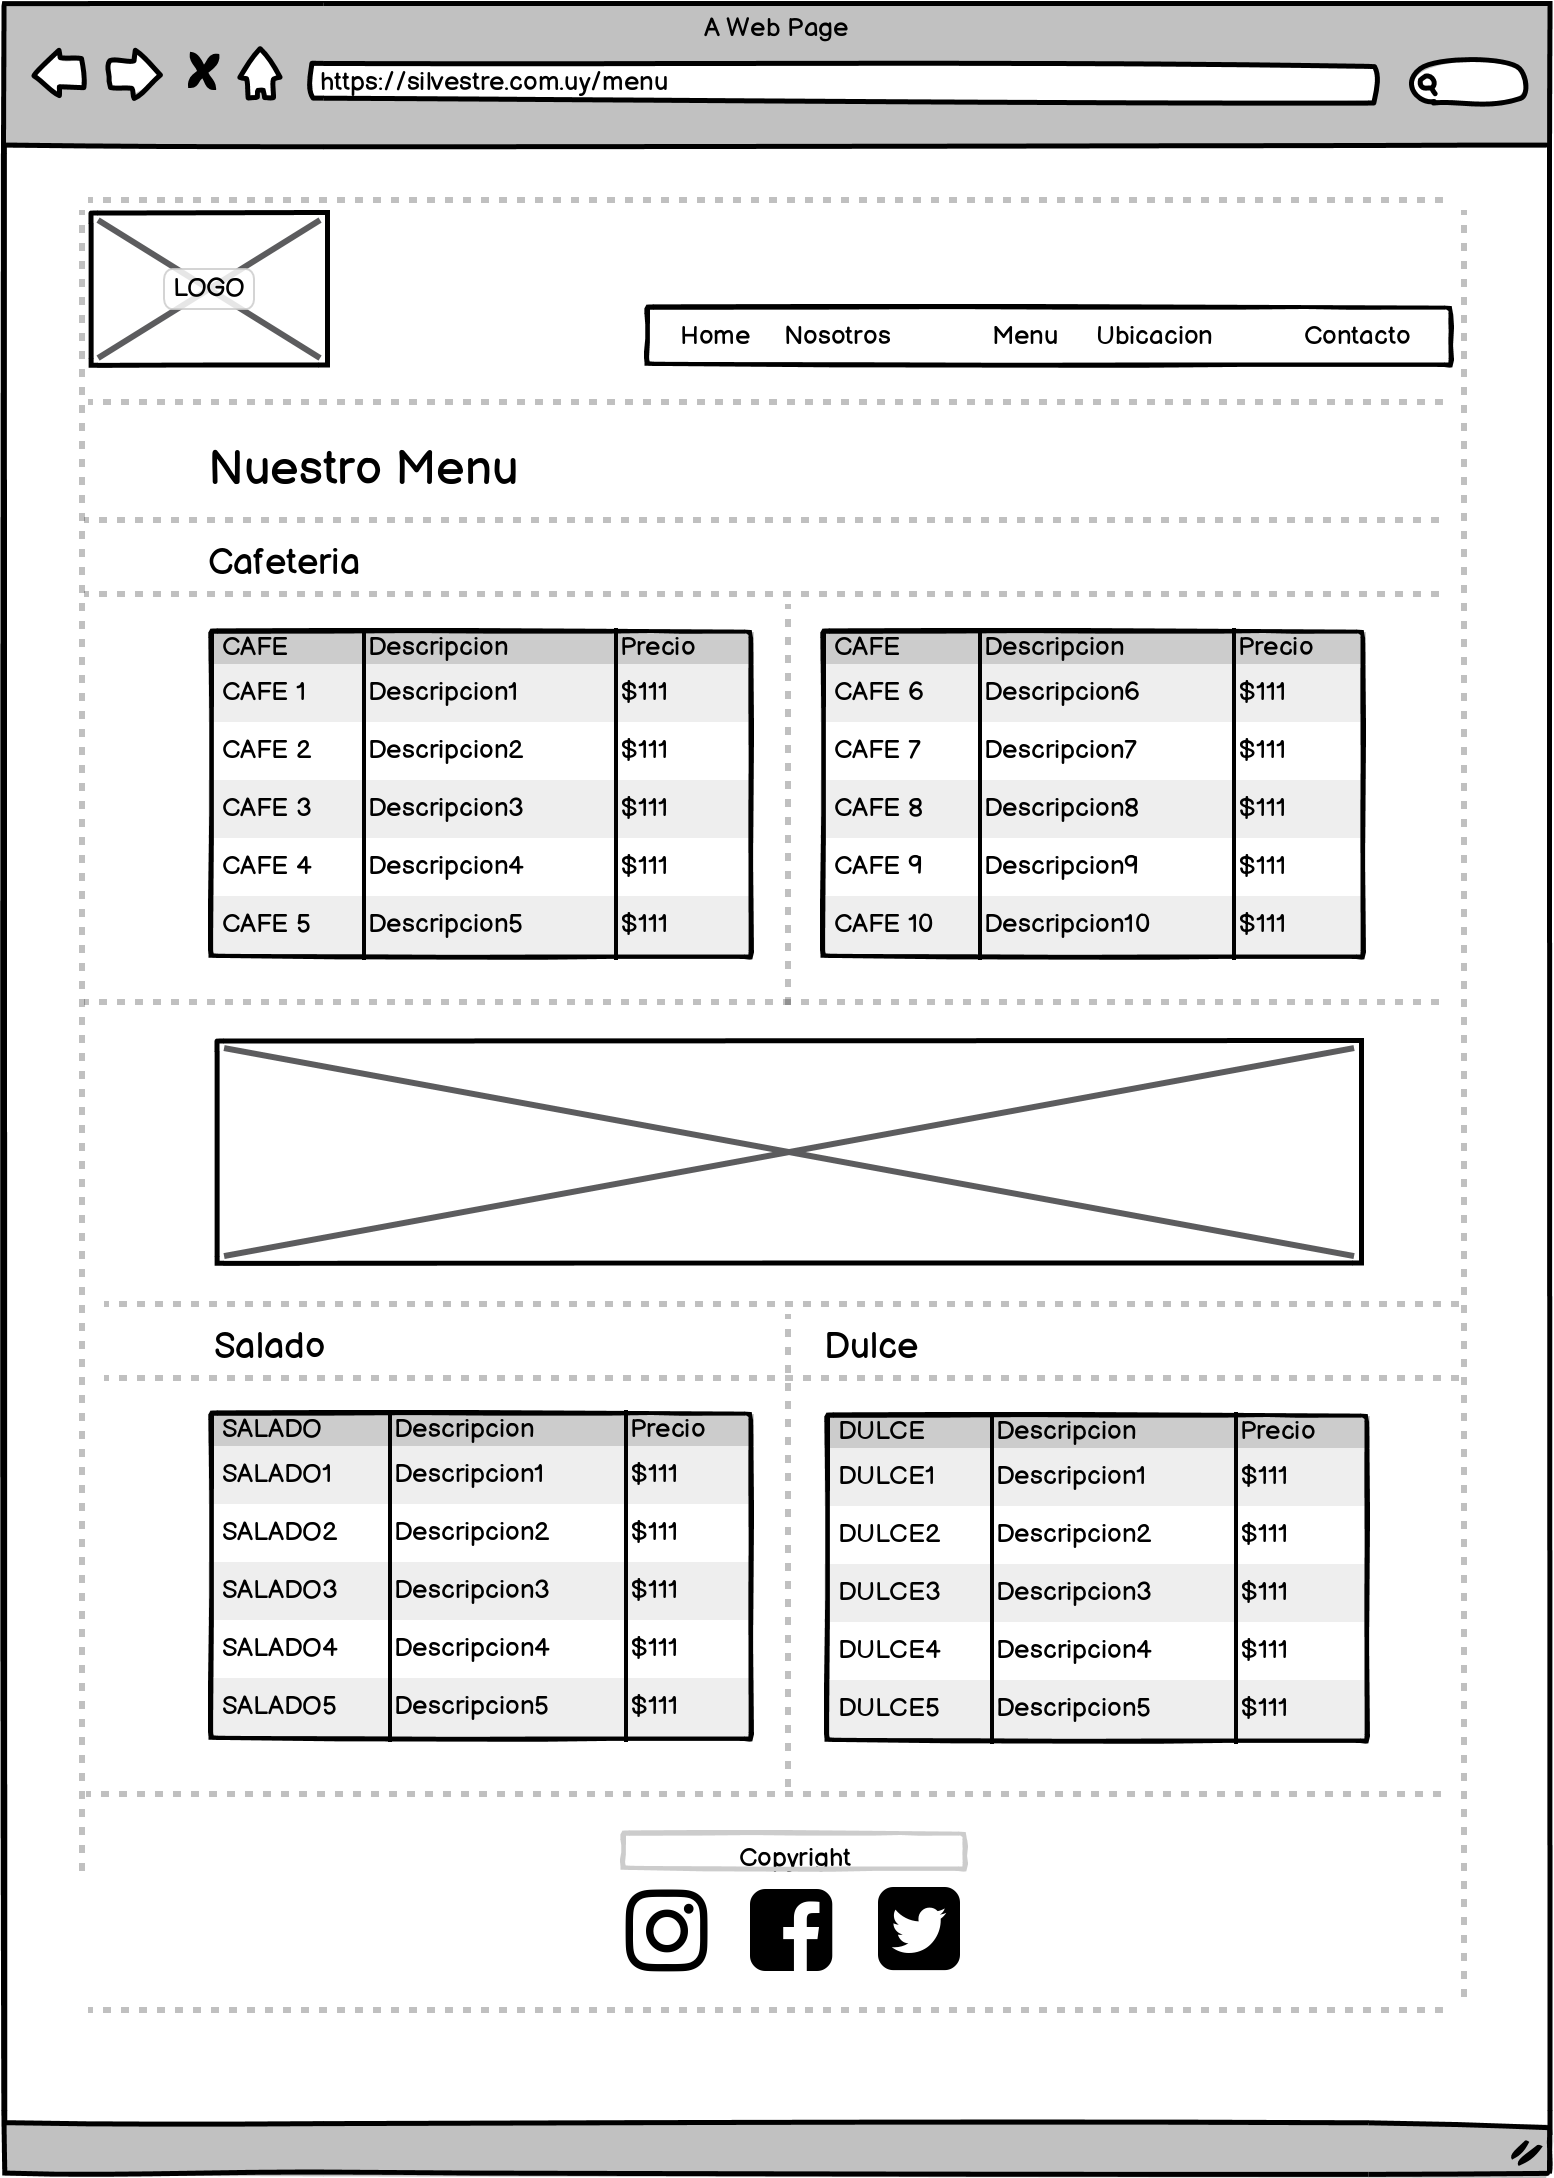 A Web Page
https://silvestre.com.uy/menu
LOGO
Home Nosotros Menu Ubicacion Contacto
Nuestro Menu
Cafeteria
CAFE Descripcion Precio
CAFE 1 Descripcion1 $111
CAFE 2 Descripcion2 $111
CAFE 3 Descripcion3 $111
CAFE 4 Descripcion4 $111
CAFE 5 Descripcion5 $111
CAFE Descripcion Precio
CAFE 6 Descripcion6 $111
CAFE 7 Descripcion7 $111
CAFE 8 Descripcion8 $111
CAFE 9 Descripcion9 $111
CAFE 10 Descripcion10 $111
Salado
SALADO Descripcion Precio
SALADO1 Descripcion1 $111
SALADO2 Descripcion2 $111
SALADO3 Descripcion3 $111
SALADO4 Descripcion4 $111
SALADO5 Descripcion5 $111
Dulce
DULCE Descripcion Precio
DULCE1 Descripcion1 $111
DULCE2 Descripcion2 $111
DULCE3 Descripcion3 $111
DULCE4 Descripcion4 $111
DULCE5 Descripcion5 $111
Copyright